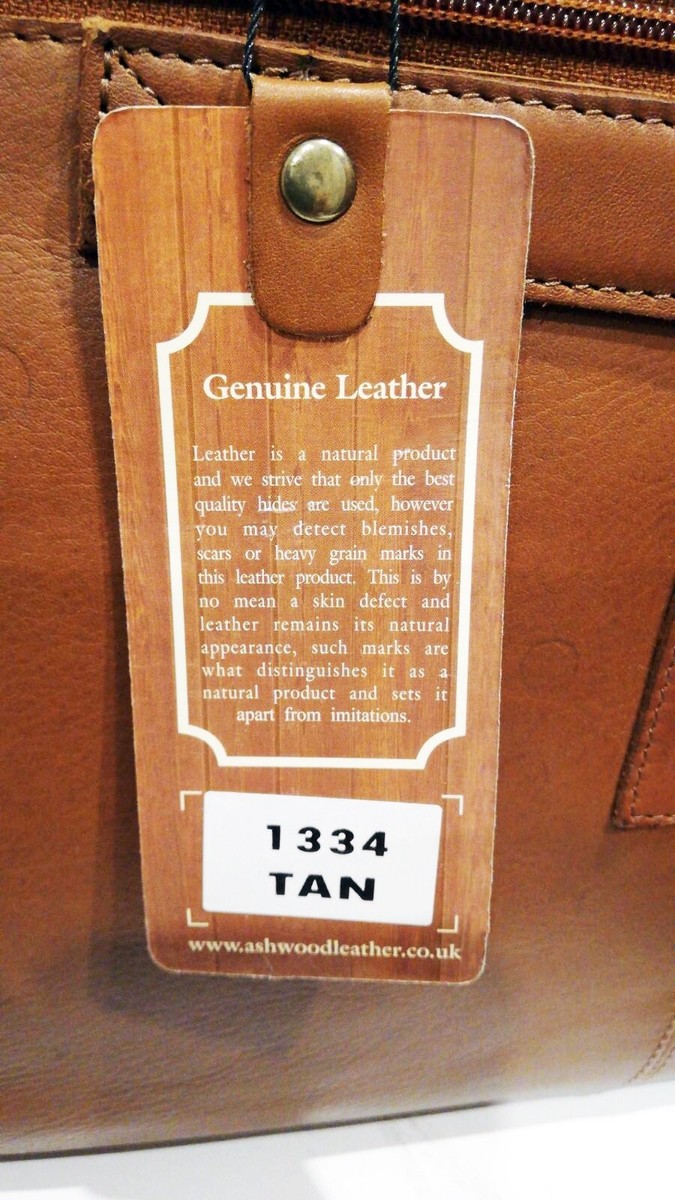 Genuine Leather
Leather is a natural product
and we strive that only the best
quality hides are used, however
you may detect blemishes,
scars or heavy grain marks in
this leather product. This is by
no mean a skin defect and
leather remains its natural
appearance, such marks are
what distinguishes it as a
natural product and sets it
apart from imitations.
1334
TAN
www.ashwoodleather.co.uk